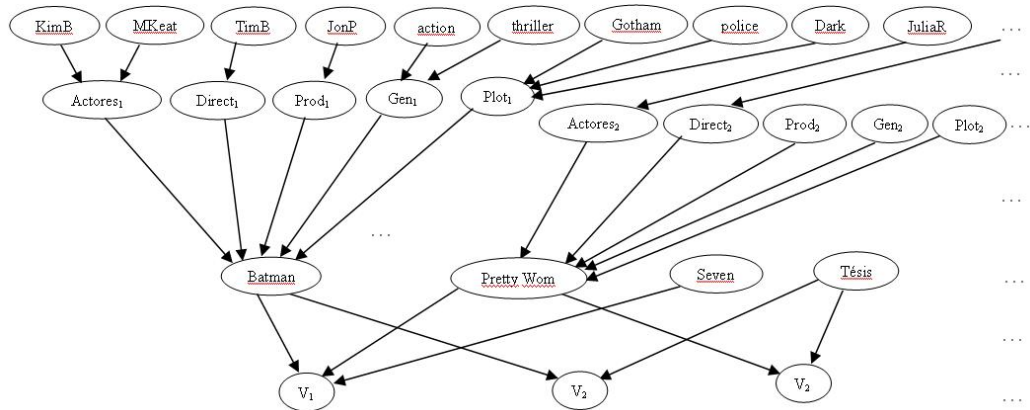 KimB MKeat TimB JonP action thriller Gotham police Dark JuliaR ...
...
Actores₁ Direct₁ Prod₁ Gen₁ Plot₁
Actores₂ Direct₂ Prod₂ Gen₂ Plot₂ ...
...
...
Batman Pretty Wom Seven Tésis
...
...
V₁ V₂ V₂
...